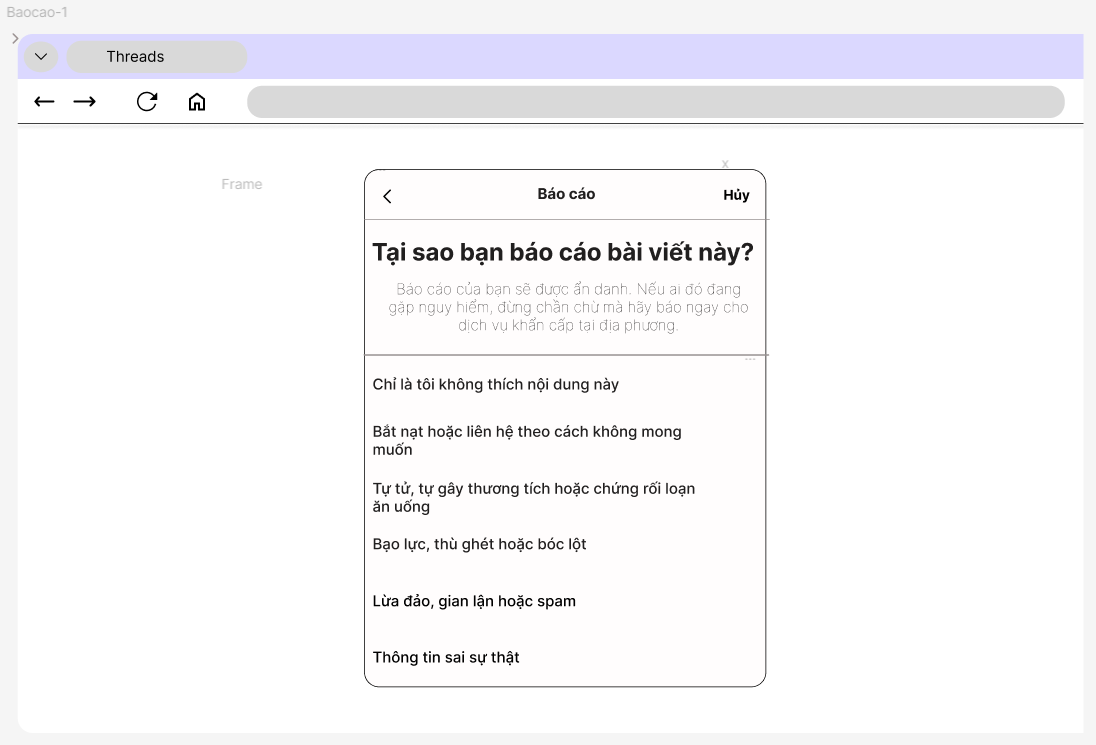 Baocao-1
Threads
x
Frame
Báo cáo
Hủy
Tại sao bạn báo cáo bài viết này?
Báo cáo của bạn sẽ được ẩn danh. Nếu ai đó đang
gặp nguy hiểm, đừng chần chừ mà hãy báo ngay cho
dịch vụ khẩn cấp tại địa phương.
Chỉ là tôi không thích nội dung này
Bắt nạt hoặc liên hệ theo cách không mong
muốn
Tự tử, tự gây thương tích hoặc chứng rối loạn
ăn uống
Bạo lực, thù ghét hoặc bóc lột
Lừa đảo, gian lận hoặc spam
Thông tin sai sự thật